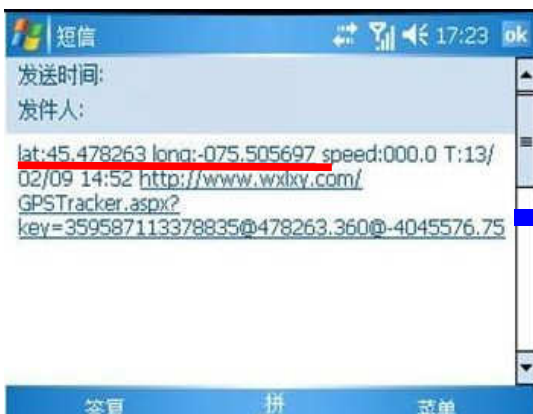 短信 17:23 ok
发送时间:
发件人:
lat:45.478263 long:-075.505697 speed:000.0 T:13/
02/09 14:52 http://www.wxlxy.com/
GPSTracker.aspx?
key=359587113378835@478263.360@-4045576.75
答复 拼 菜单